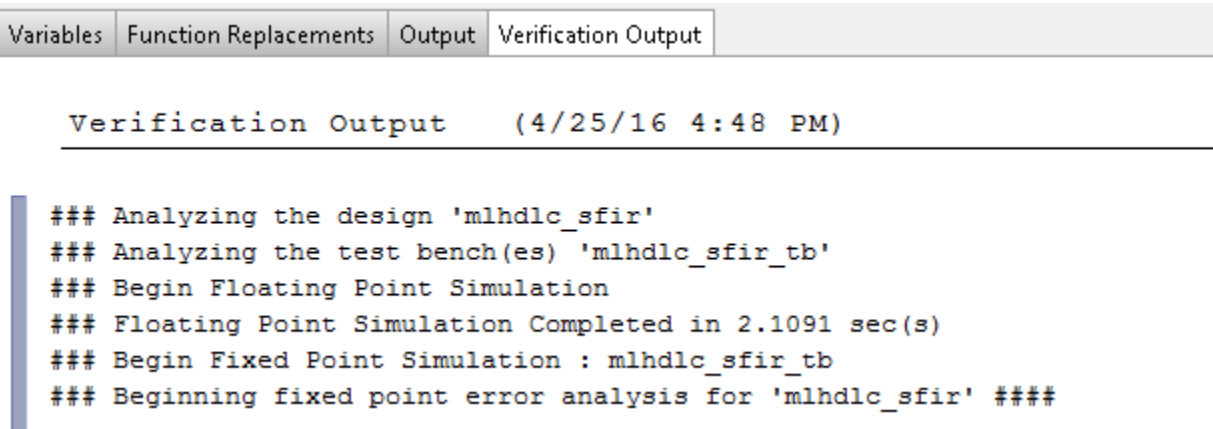 Variables Function Replacements Output Verification Output
Verification Output (4/25/16 4:48 PM)
### Analyzing the design 'mlhdlc_sfir'
### Analyzing the test bench(es) 'mlhdlc_sfir_tb'
### Begin Floating Point Simulation
### Floating Point Simulation Completed in 2.1091 sec(s)
### Begin Fixed Point Simulation : mlhdlc_sfir_tb
### Beginning fixed point error analysis for 'mlhdlc_sfir' ####